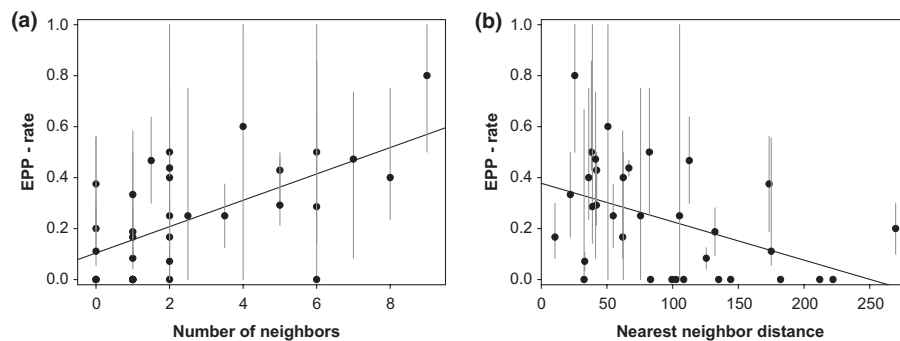 (a)
1.0
0.8
0.6
0.4
0.2
0.0
EPP - rate
0 2 4 6 8
Number of neighbors
(b)
1.0
0.8
0.6
0.4
0.2
0.0
EPP - rate
0 50 100 150 200 250
Nearest neighbor distance